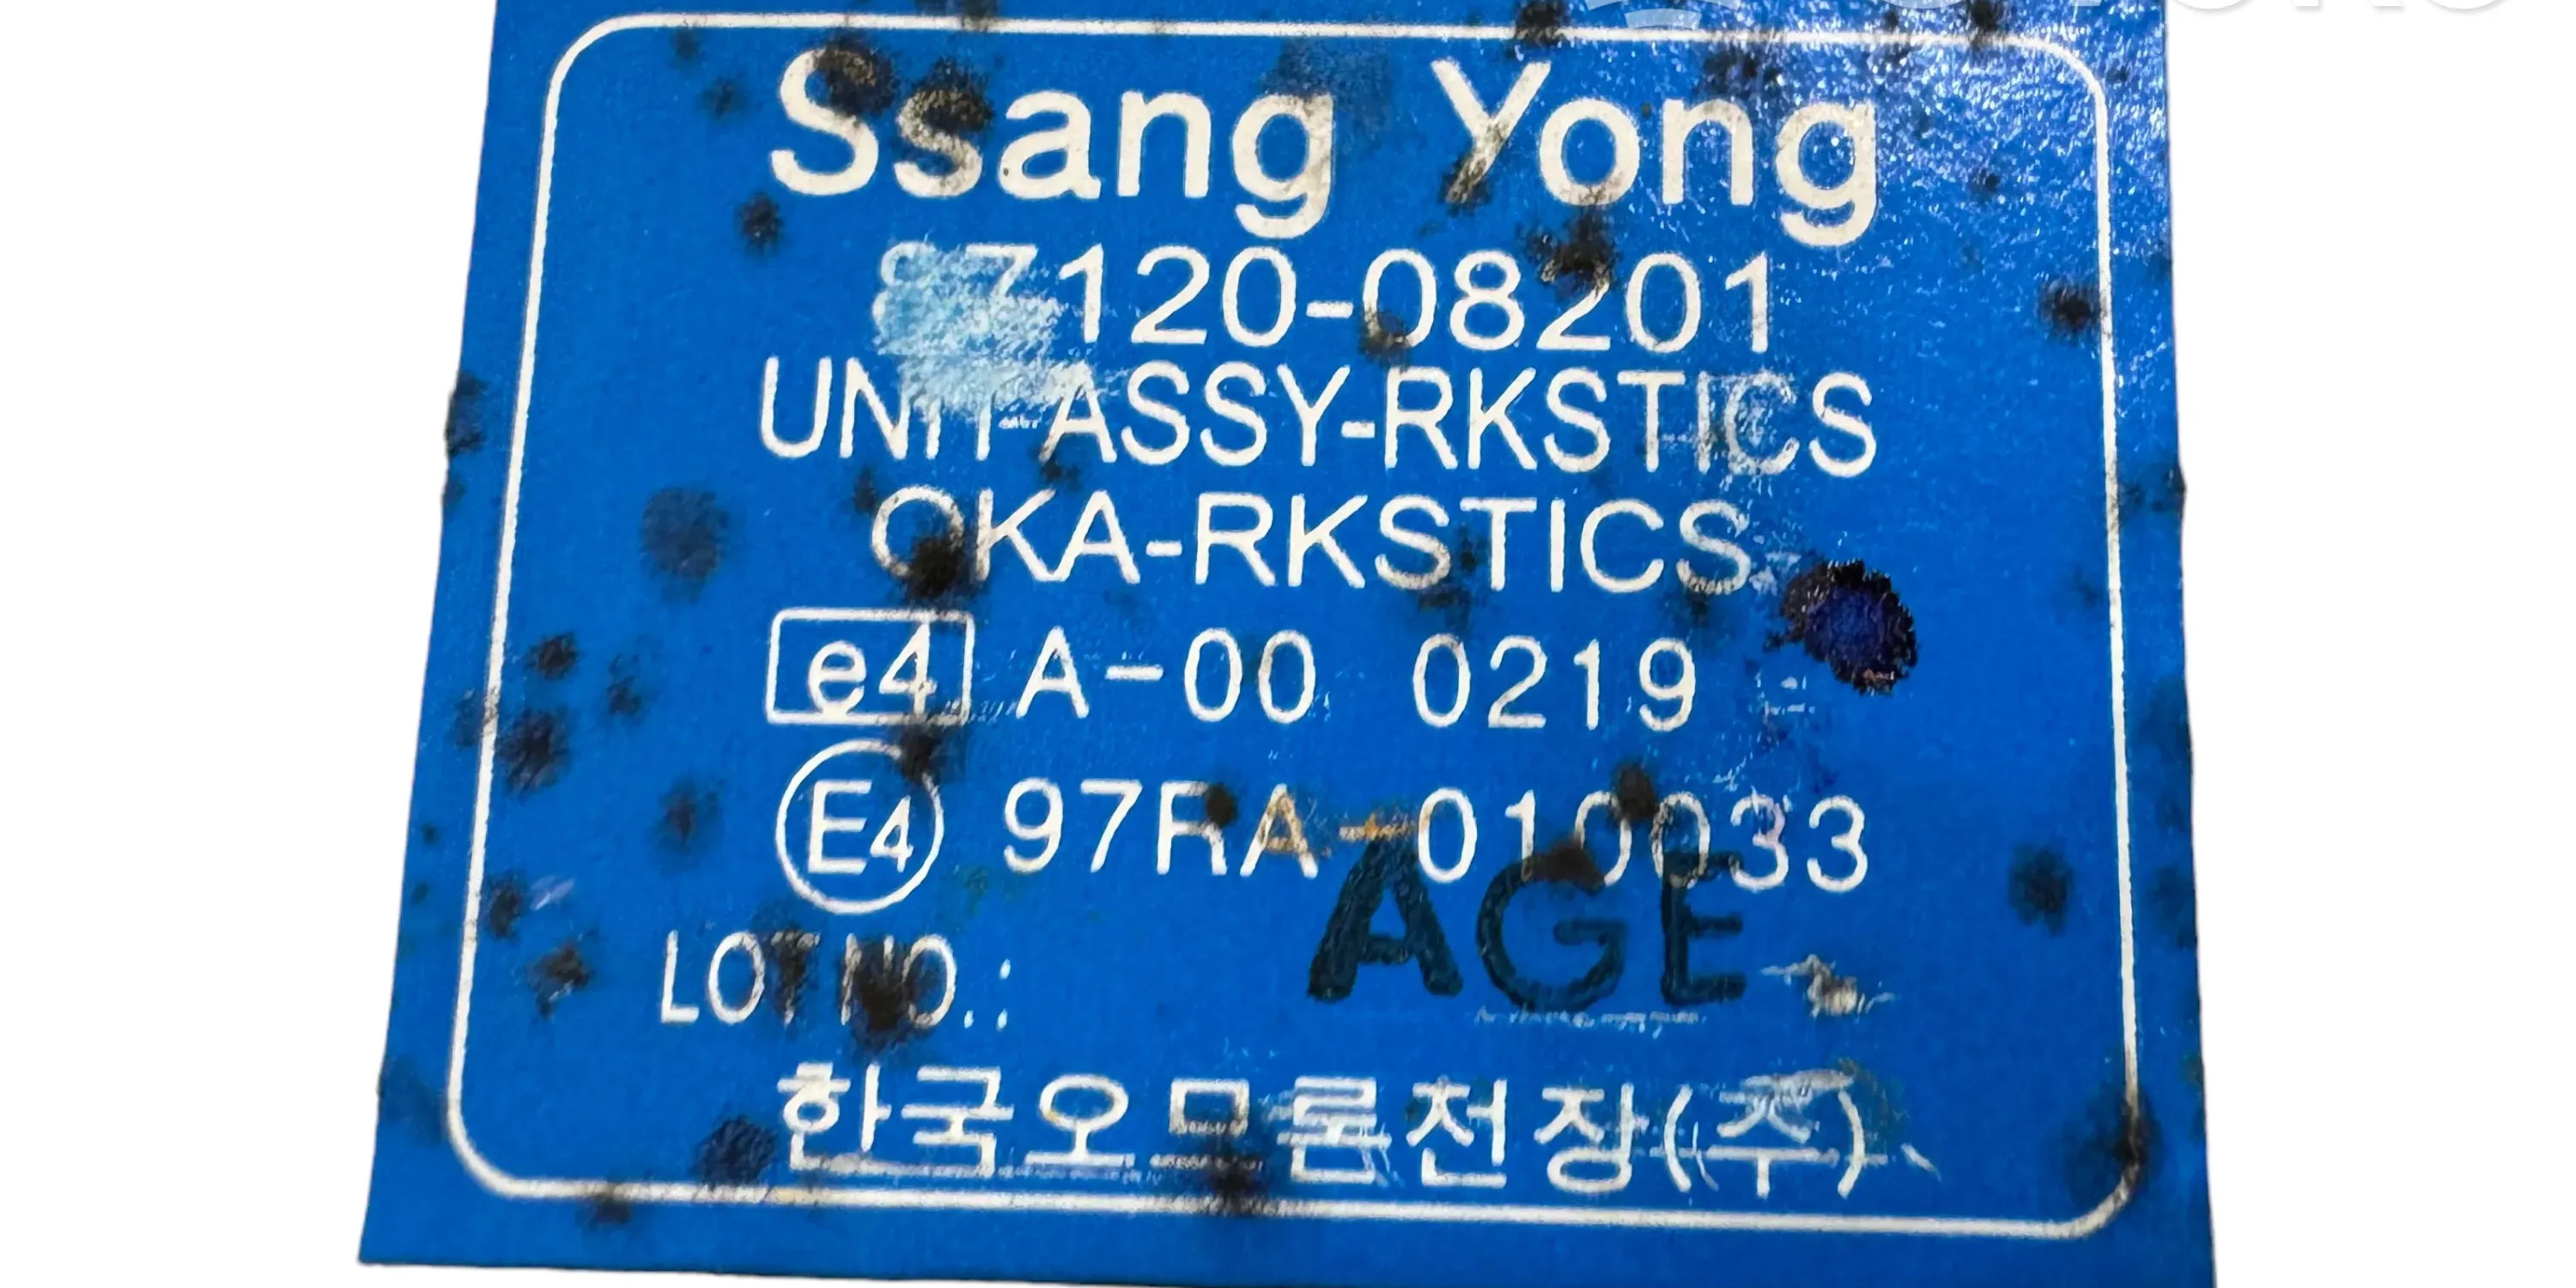 Ssang Yong
87120-08201
UNIT-ASSY-RKSTICS
OKA-RKSTICS
e4 A-00 0219
E4 97RA-010033
AGE
LOT NO.:
한국오므론전장(주)